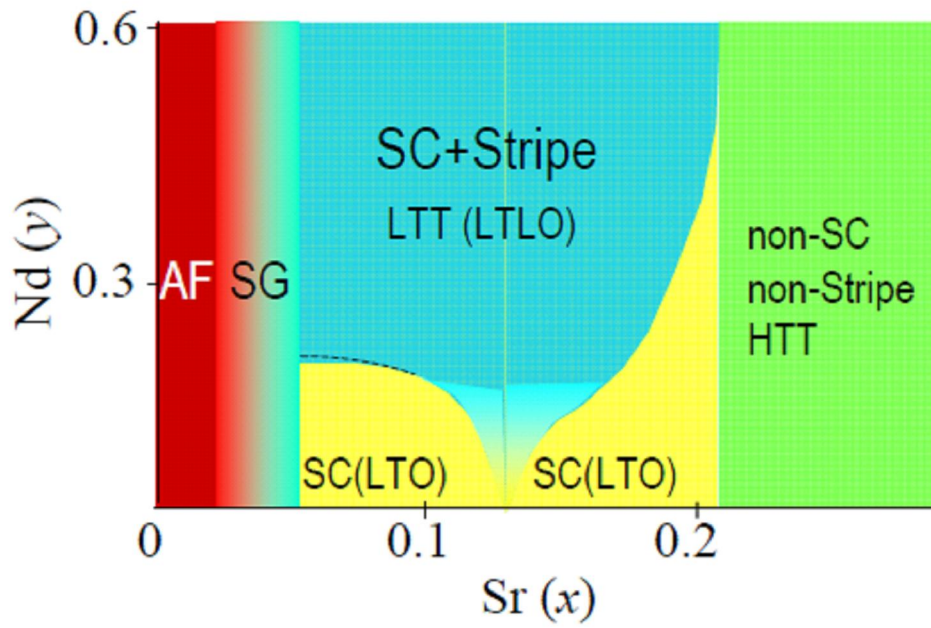 0.6
SC+Stripe
LTT (LTLO)
Nd (y)
0.3
AF
SG
non-SC
non-Stripe
HTT
SC(LTO)
SC(LTO)
0
0.1
0.2
Sr (x)